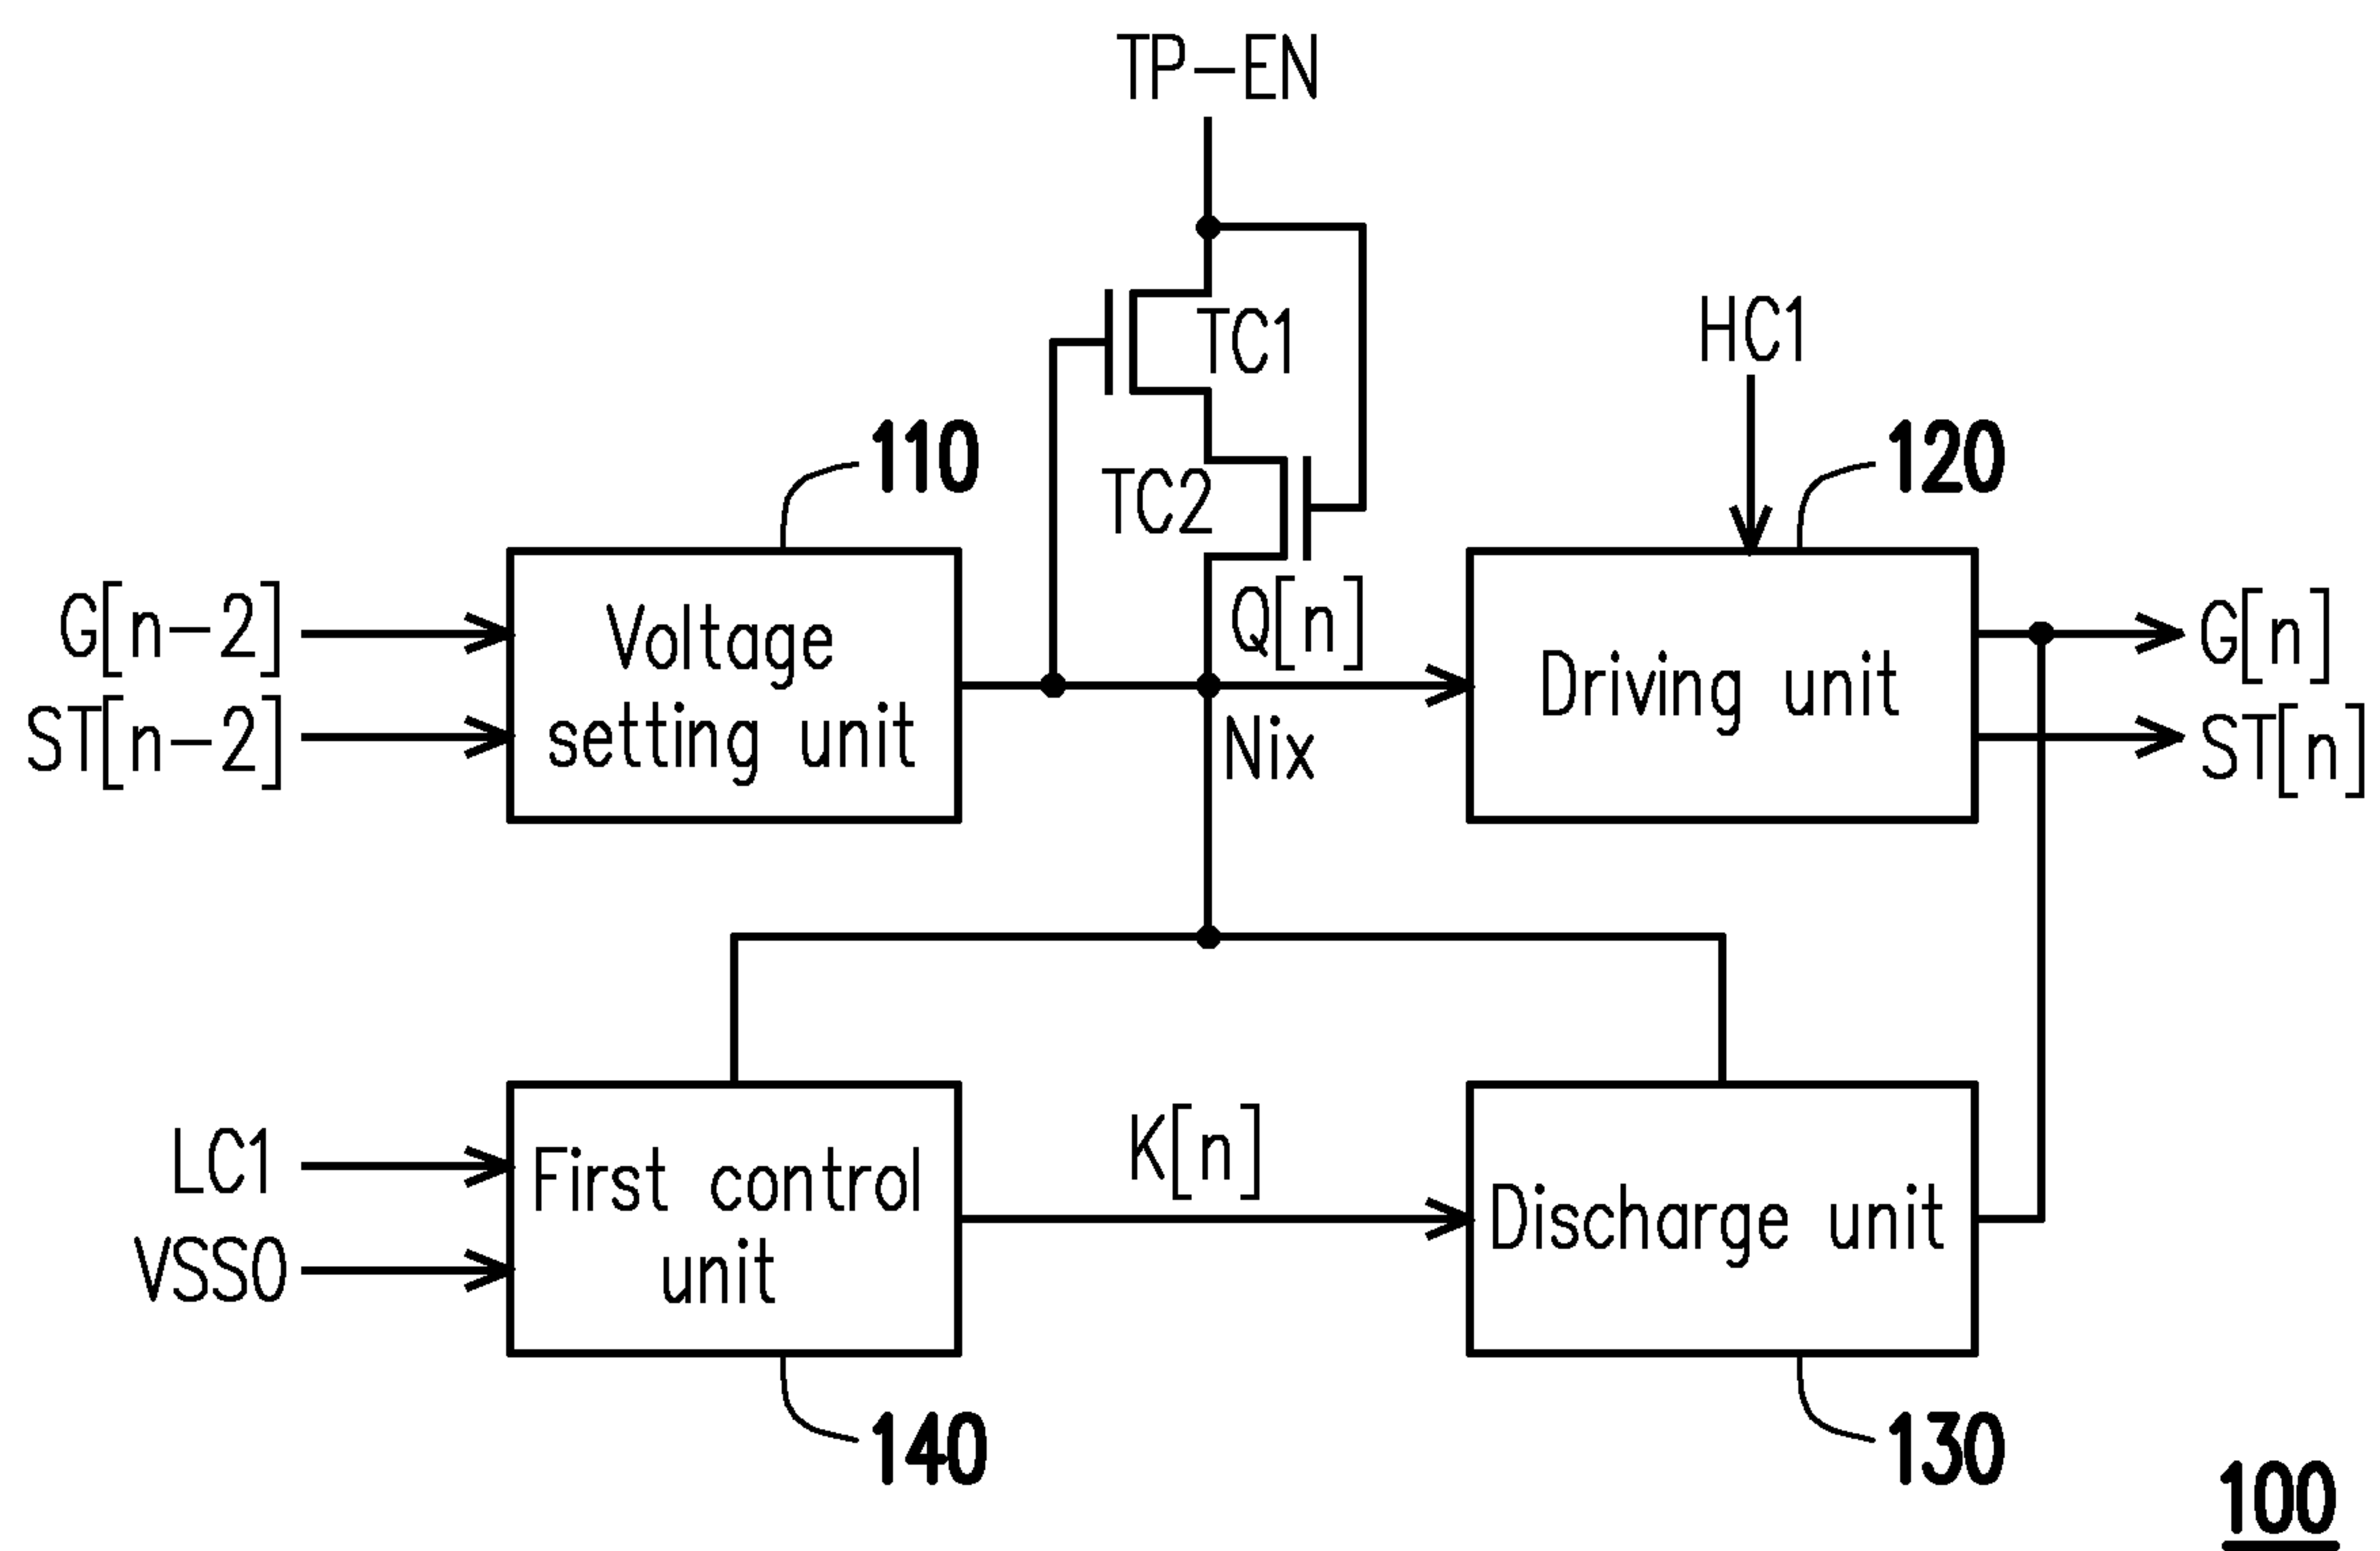 TP-EN
TC1
HC1
110
120
TC2
G[n-2]
Voltage
setting unit
Q[n]
Driving unit
G[n]
ST[n-2]
Nix
ST[n]
LC1
First control
unit
K[n]
Discharge unit
VSS0
140
130
100